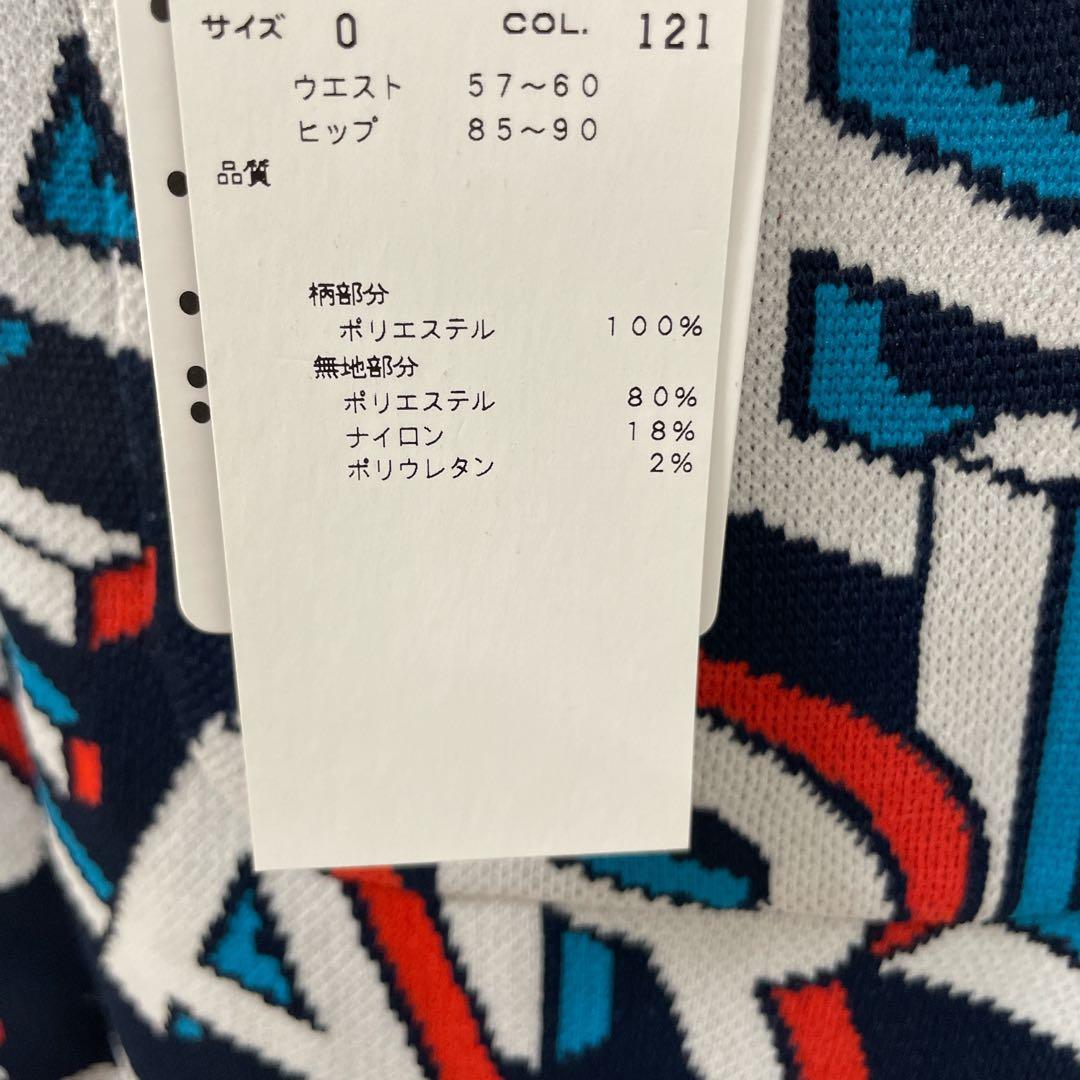 サイズ 0 COL. 121
ウエスト 57〜60
ヒップ 85〜90
品質
柄部分
ポリエステル 100%
無地部分
ポリエステル 80%
ナイロン 18%
ポリウレタン 2%